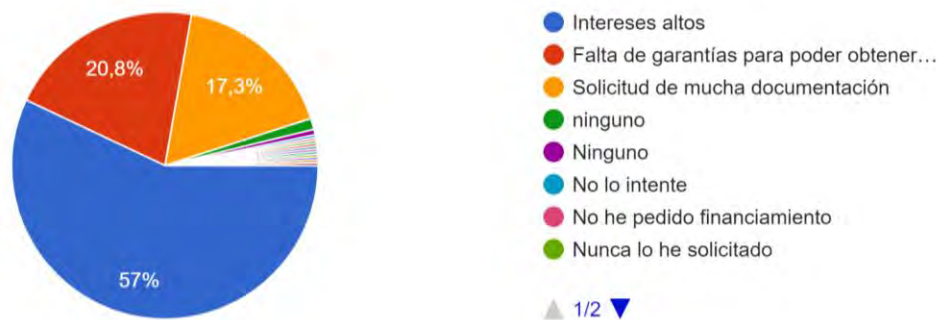 20,8%
17,3%
57%
Intereses altos
Falta de garantías para poder obtener…
Solicitud de mucha documentación
ninguno
Ninguno
No lo intente
No he pedido financiamiento
Nunca lo he solicitado
1/2